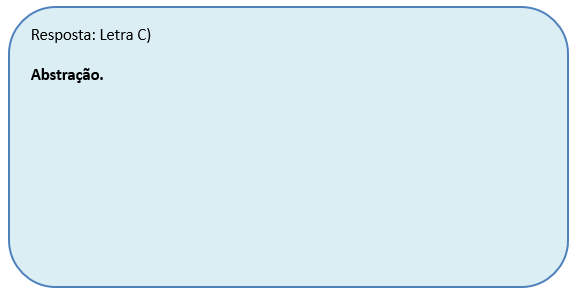 Resposta: Letra C)
Abstração.